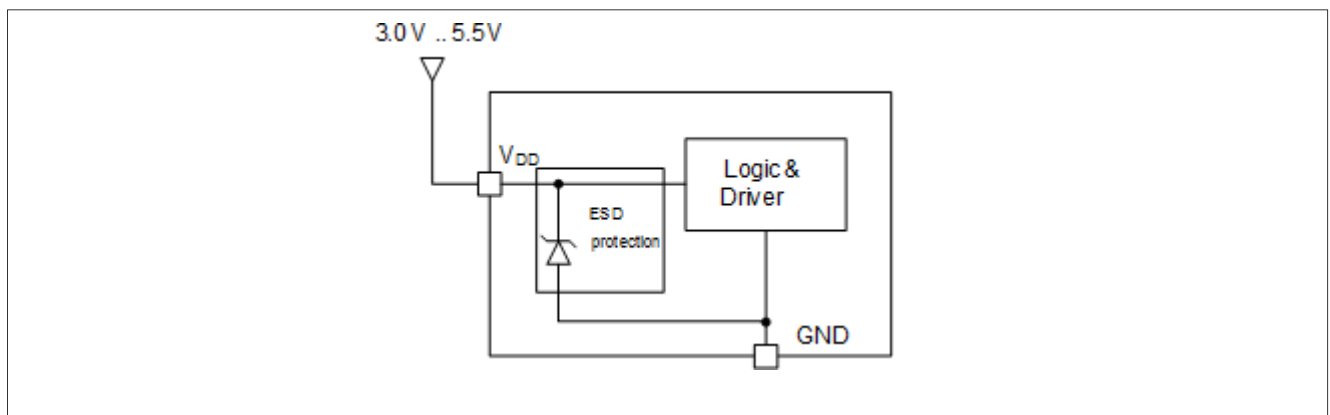 3.0 V .. 5.5V
VDD
Logic &
Driver
ESD
protection
GND